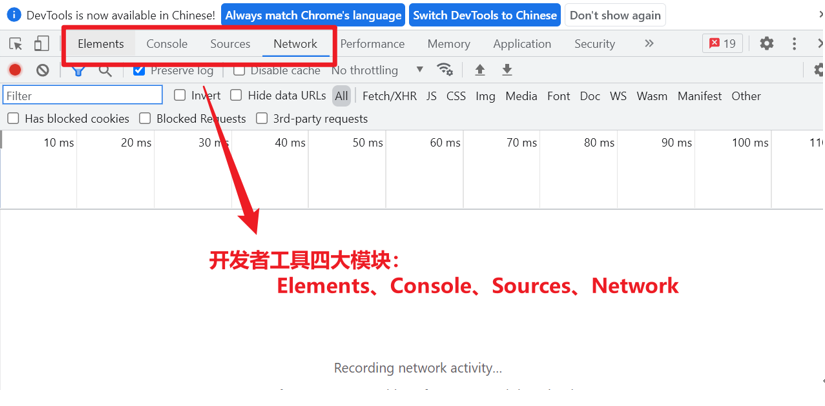 DevTools is now available in Chinese! Always match Chrome's language Switch DevTools to Chinese Don't show again
Elements Console Sources Network Performance Memory Application Security » 19
Preserve log Disable cache No throttling
Filter Invert Hide data URLs All Fetch/XHR JS CSS Img Media Font Doc WS Wasm Manifest Other
Has blocked cookies Blocked Requests 3rd-party requests
10 ms 20 ms 30 ms 40 ms 50 ms 60 ms 70 ms 80 ms 90 ms 100 ms
开发者工具四大模块:
Elements、Console、Sources、Network
Recording network activity...